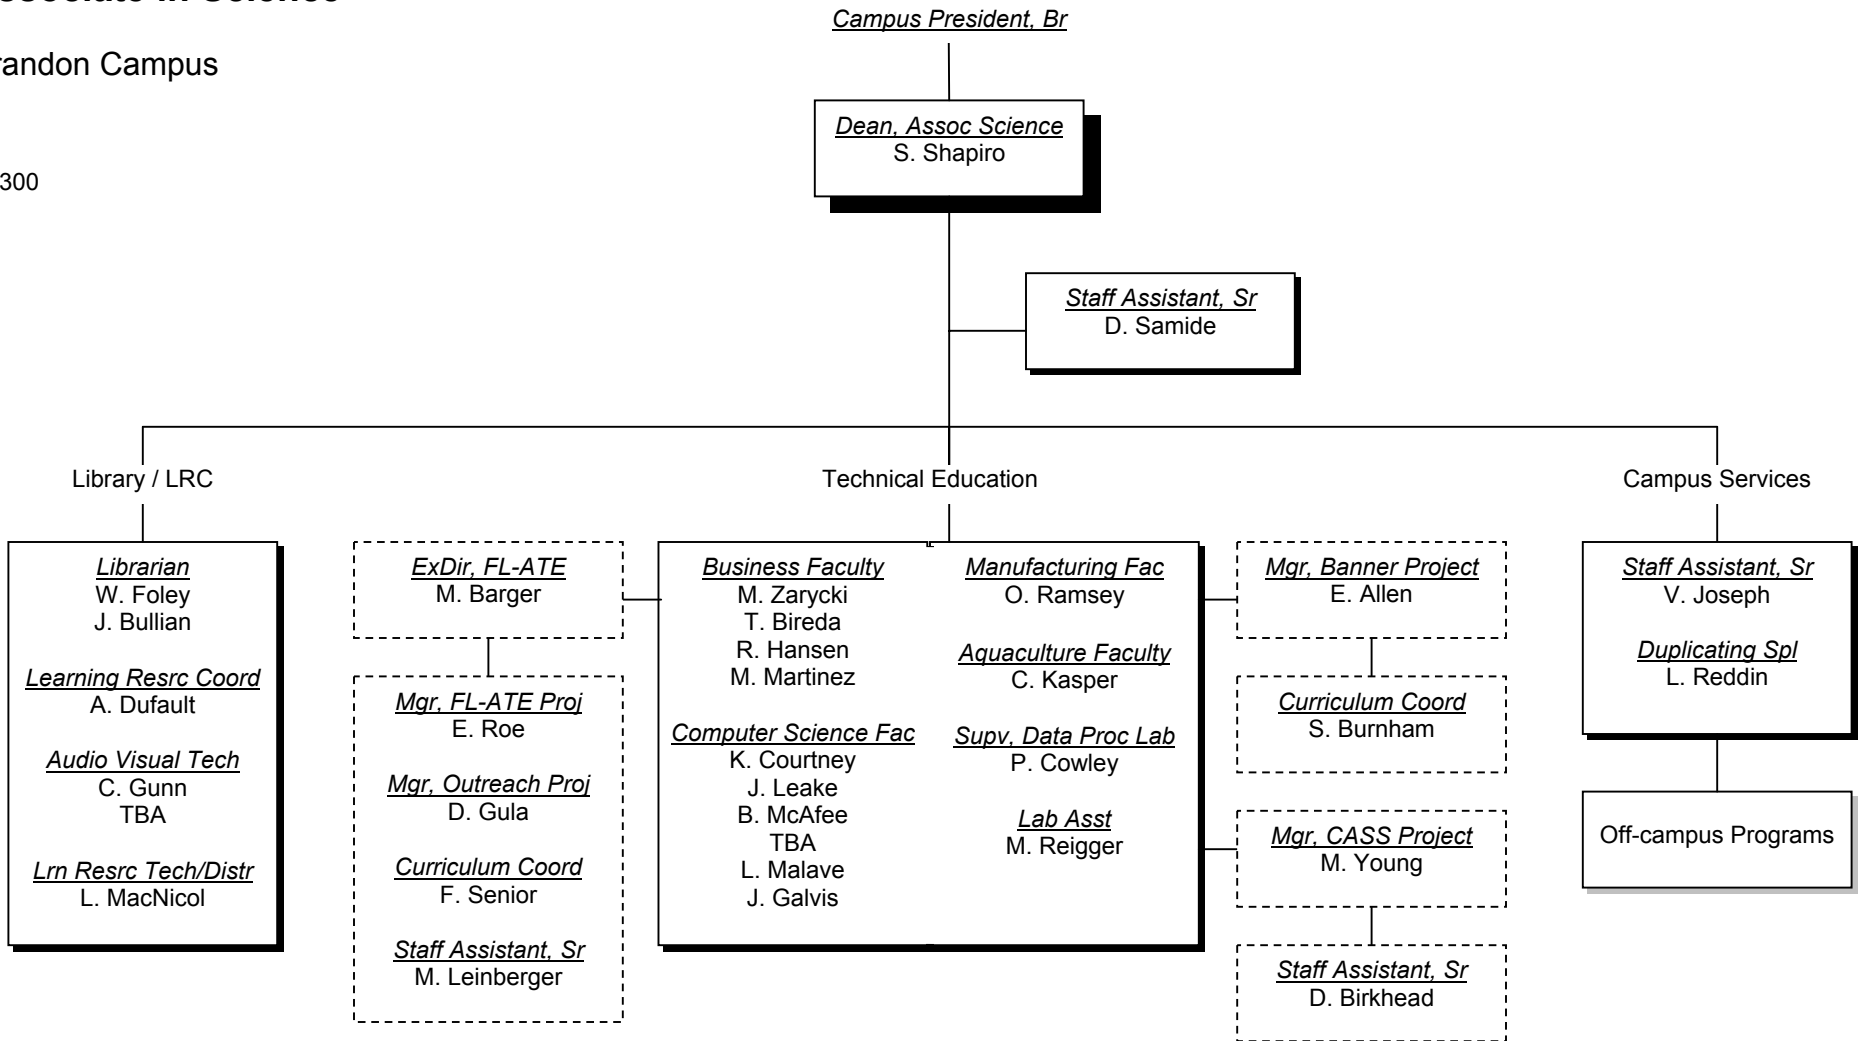 Associate in Science
Brandon Campus
300
Campus President, Br
Dean, Assoc Science
S. Shapiro
Staff Assistant, Sr
D. Samide
Library / LRC
Technical Education
Campus Services
Librarian
W. Foley
J. Bullian
Learning Resrc Coord
A. Dufault
Audio Visual Tech
C. Gunn
TBA
Lrn Resrc Tech/Distr
L. MacNicol
ExDir, FL-ATE
M. Barger
Mgr, FL-ATE Proj
E. Roe
Mgr, Outreach Proj
D. Gula
Curriculum Coord
F. Senior
Staff Assistant, Sr
M. Leinberger
Business Faculty
M. Zarycki
T. Bireda
R. Hansen
M. Martinez
Computer Science Fac
K. Courtney
J. Leake
B. McAfee
TBA
L. Malave
J. Galvis
Manufacturing Fac
O. Ramsey
Aquaculture Faculty
C. Kasper
Supv, Data Proc Lab
P. Cowley
Lab Asst
M. Reigger
Mgr, Banner Project
E. Allen
Curriculum Coord
S. Burnham
Mgr, CASS Project
M. Young
Staff Assistant, Sr
D. Birkhead
Staff Assistant, Sr
V. Joseph
Duplicating Spl
L. Reddin
Off-campus Programs